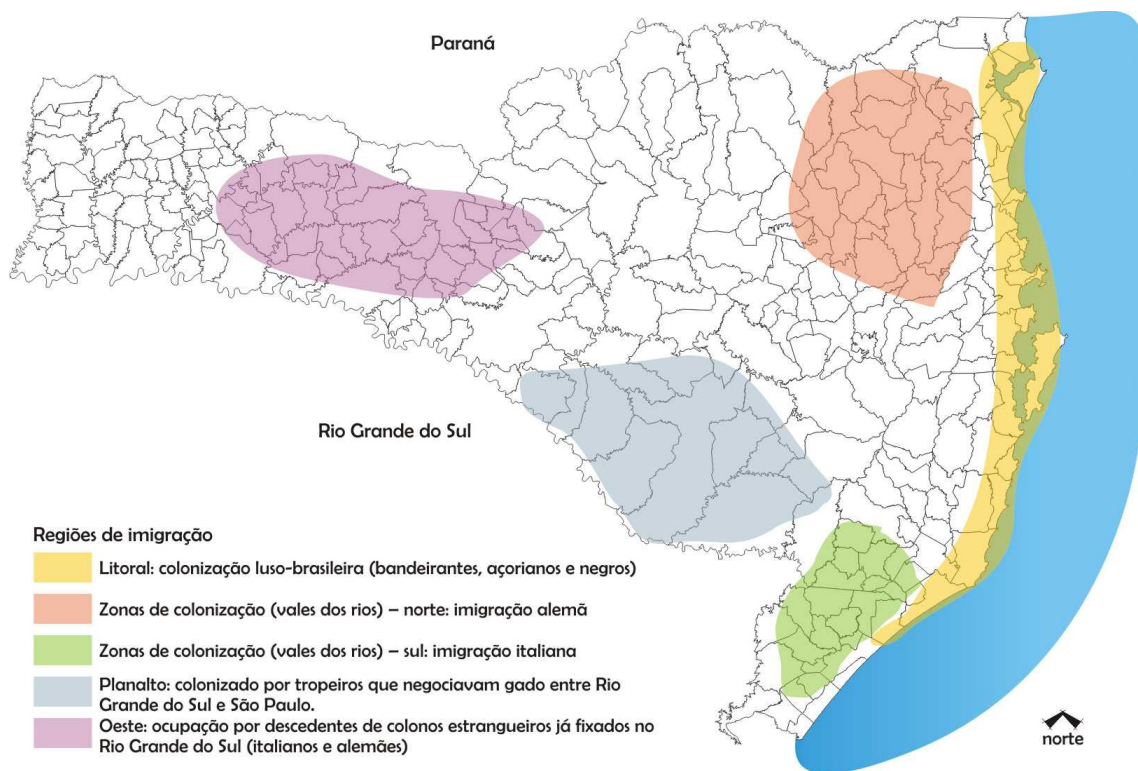 Paraná
Rio Grande do Sul
Regiões de imigração
Litoral: colonização luso-brasileira (bandeirantes, açorianos e negros)
Zonas de colonização (vales dos rios) – norte: imigração alemã
Zonas de colonização (vales dos rios) – sul: imigração italiana
Planalto: colonizado por tropeiros que negociavam gado entre Rio
Grande do Sul e São Paulo.
Oeste: ocupação por descedentes de colonos estrangueiros já fixados no
Rio Grande do Sul (italianos e alemães)
norte